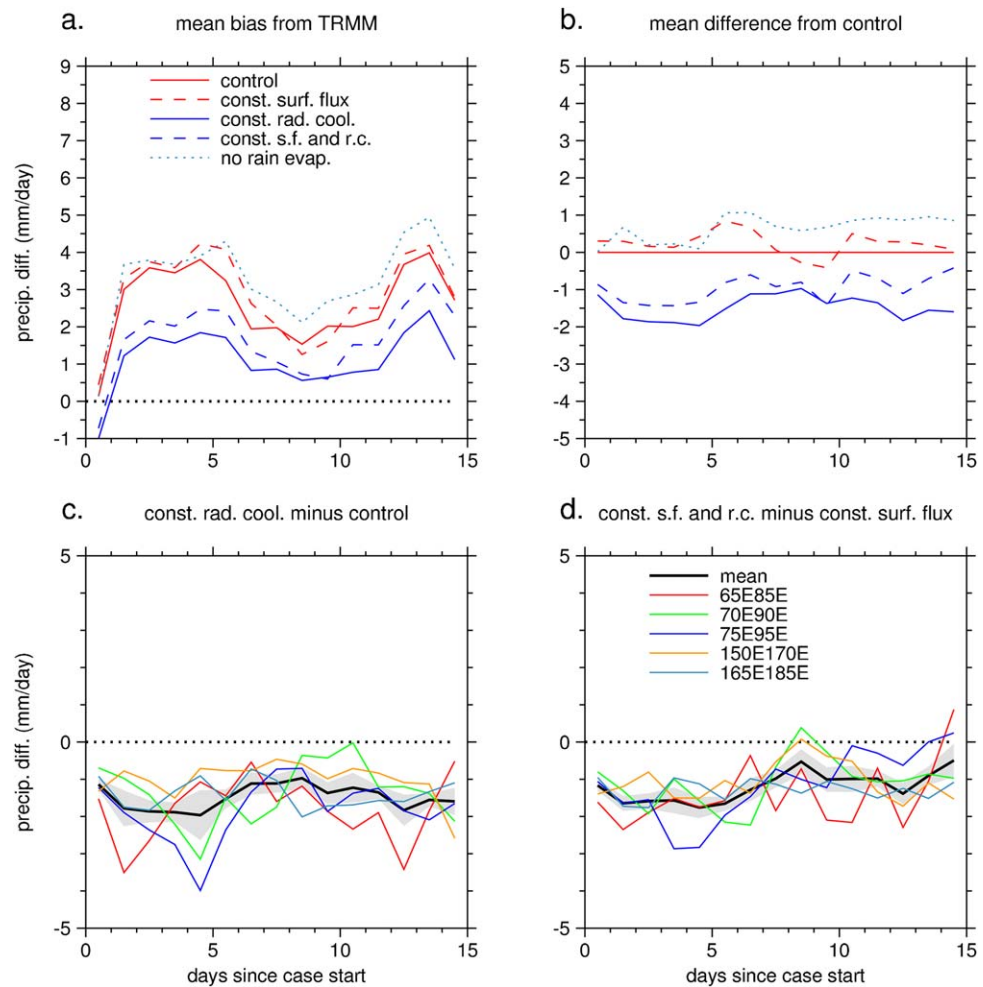 a. mean bias from TRMM
precip. diff. (mm/day)
9
8
7
6
5
4
3
2
1
0
-1
control
const. surf. flux
const. rad. cool.
const. s.f. and r.c.
no rain evap.
0 5 10 15
b. mean difference from control
5
4
3
2
1
0
-1
-2
-3
-4
-5
0 5 10 15
c. const. rad. cool. minus control
precip. diff. (mm/day)
5
0
-5
0 5 10 15
days since case start
d. const. s.f. and r.c. minus const. surf. flux
5
0
-5
mean
65E85E
70E90E
75E95E
150E170E
165E185E
0 5 10 15
days since case start